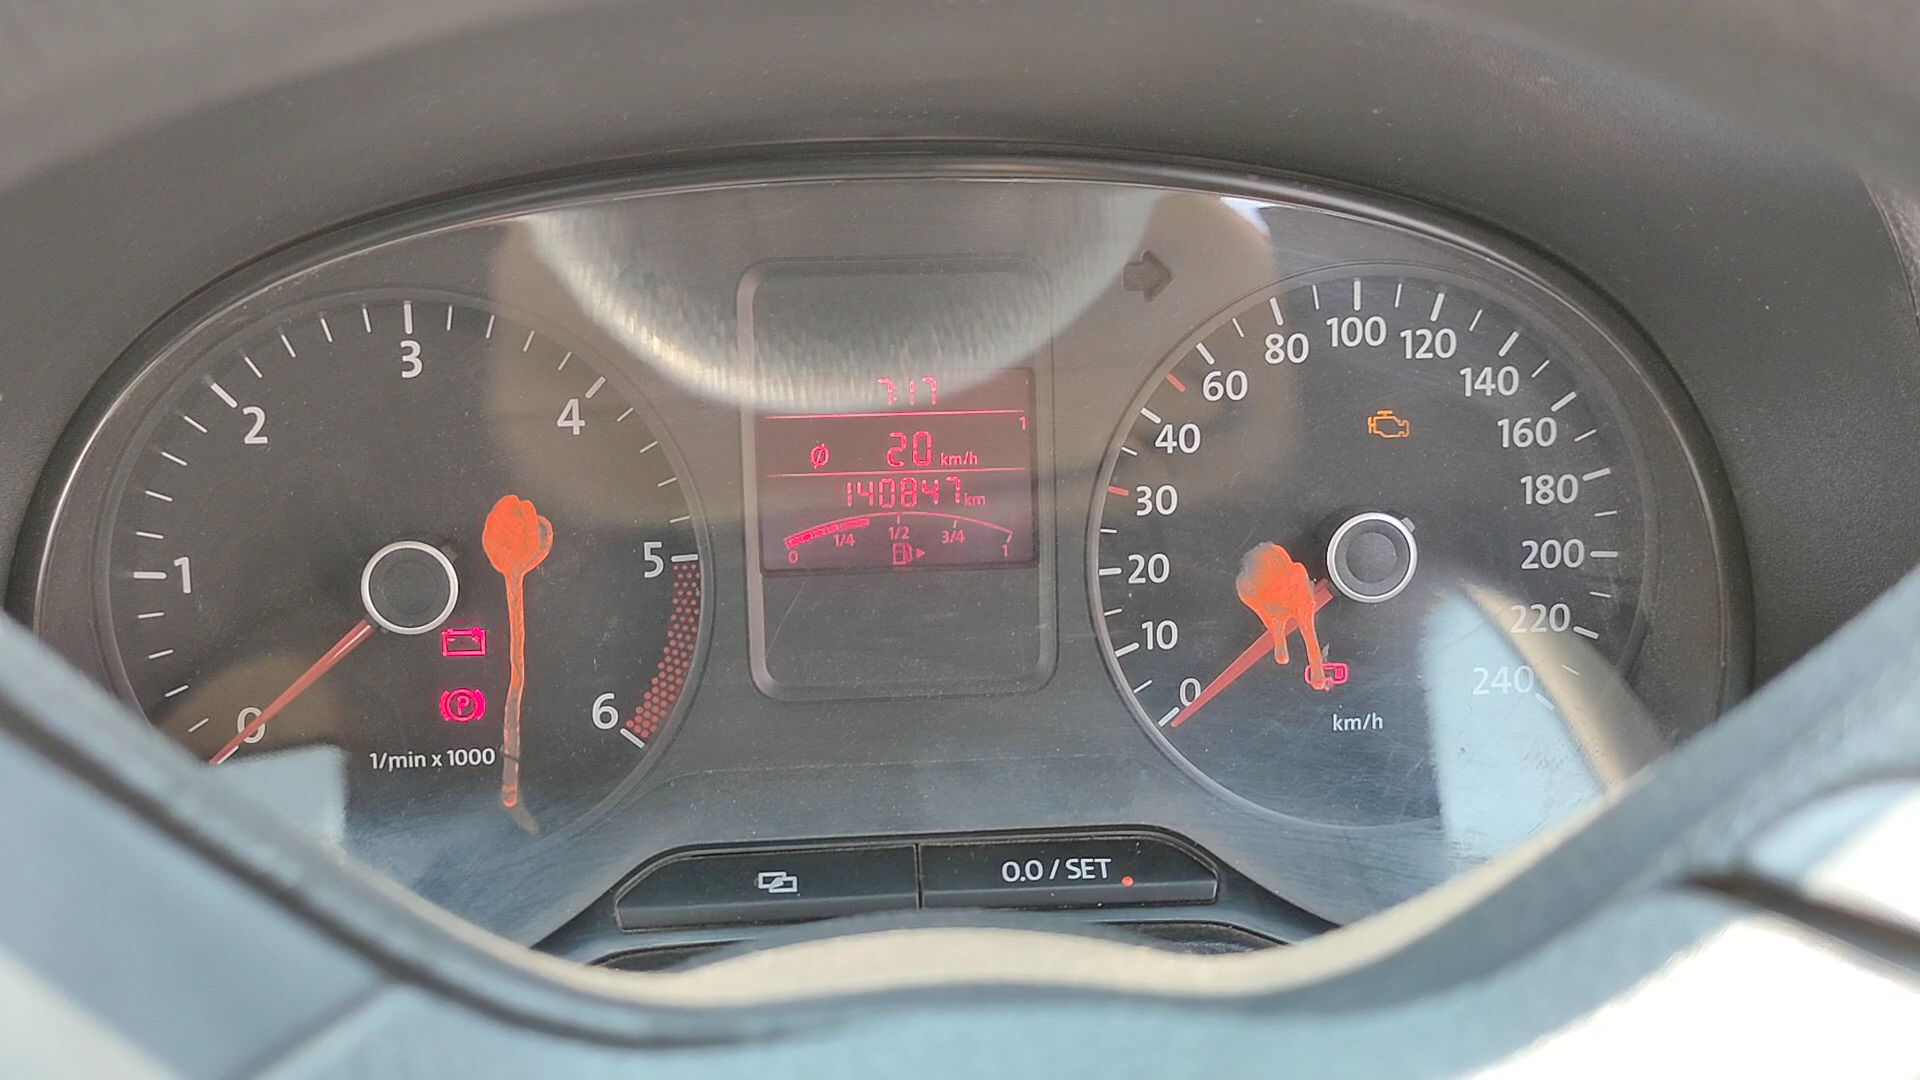 0 1 2 3 4 5 6
1/min x 1000
P
7:17
1
Ø 20 km/h
140847 km
0 1/4 1/2 3/4 1
0 10 20 30 40 60 80 100 120 140 160 180 200 220 240
km/h
0.0 / SET